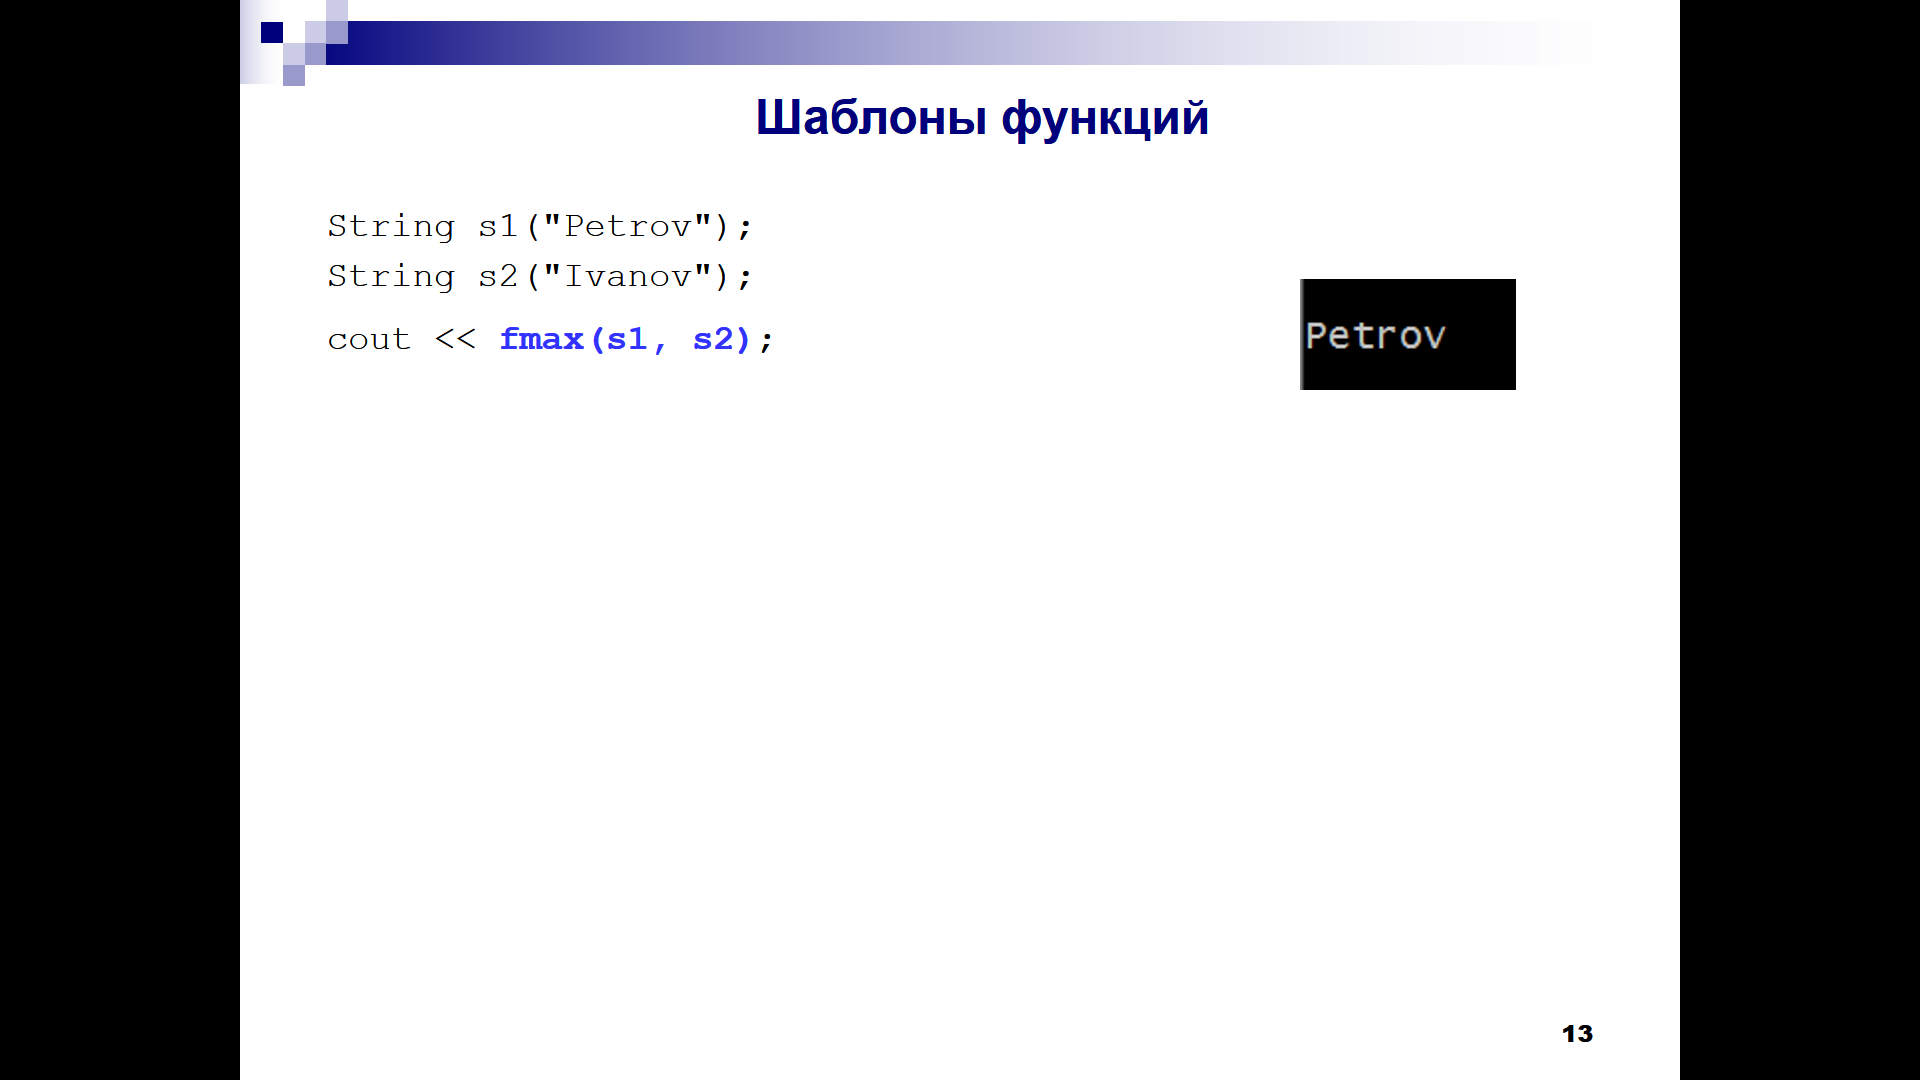 Шаблоны функций
String s1("Petrov");
String s2("Ivanov");
cout << fmax(s1, s2);
Petrov
13